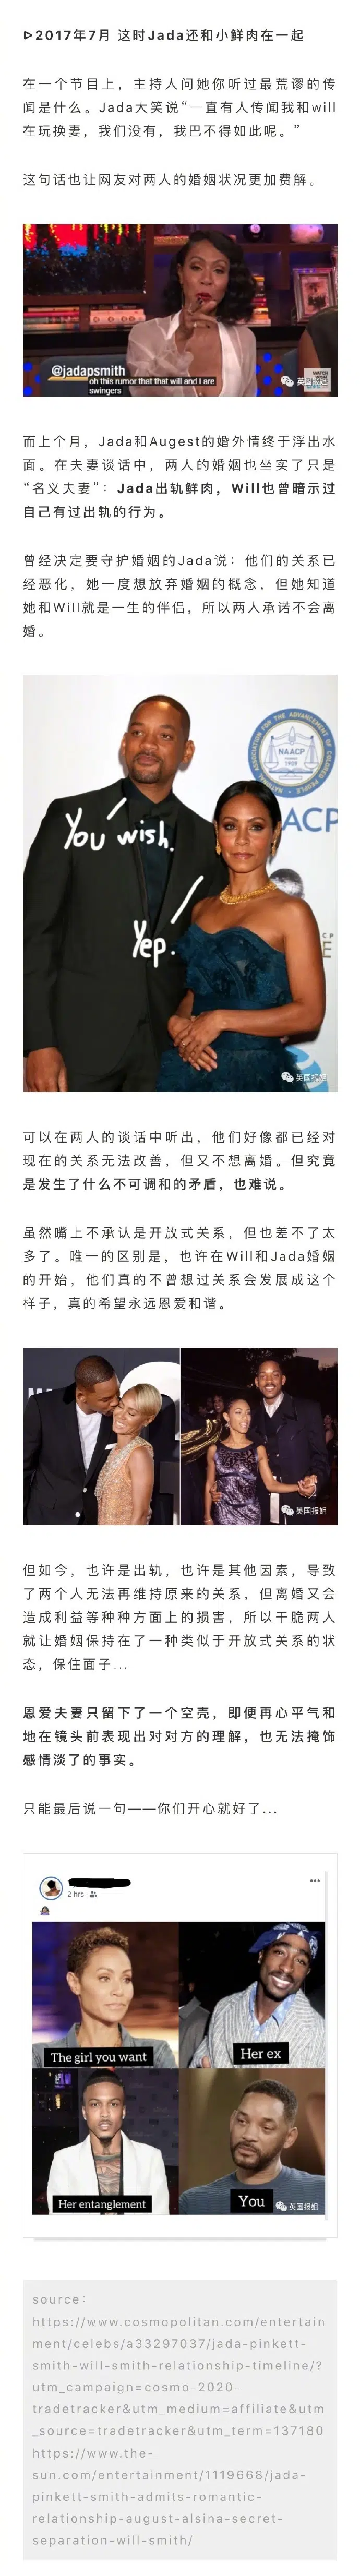 ▷2017年7月 这时Jada还和小鲜肉在一起
在一个节目上，主持人问她你听过最荒谬的传
闻是什么。Jada大笑说“一直有人传闻我和will
在玩换妻，我们没有，我巴不得如此呢。”
这句话也让网友对两人的婚姻状况更加费解。
@jadapsmith
oh this rumor that that will and I are
swingers
WATCH
英国报姐
而上个月，Jada和Augest的婚外情终于浮出水
面。在夫妻谈话中，两人的婚姻也坐实了只是
“名义夫妻”：Jada出轨鲜肉，Will也曾暗示过
自己有过出轨的行为。
曾经决定要守护婚姻的Jada说：他们的关系已
经恶化，她一度想放弃婚姻的概念，但她知道
她和Will就是一生的伴侣，所以两人承诺不会离
婚。
NAACP
1909
ACP
You wish.
Yep.
英国报姐
可以在两人的谈话中听出，他们好像都已经对
现在的关系无法改善，但又不想离婚。但究竟
是发生了什么不可调和的矛盾，也难说。
虽然嘴上不承认是开放式关系，但也差不了太
多了。唯一的区别是，也许在Will和Jada婚姻
的开始，他们真的不曾想过关系会发展成这个
样子，真的希望永远恩爱和谐。
英国报姐
但如今，也许是出轨，也许是其他因素，导致
了两个人无法再维持原来的关系，但离婚又会
造成利益等种种方面上的损害，所以干脆两人
就让婚姻保持在了一种类似于开放式关系的状
态，保住面子...
恩爱夫妻只留下了一个空壳，即便再心平气和
地在镜头前表现出对对方的理解，也无法掩饰
感情淡了的事实。
只能最后说一句——你们开心就好了...
2 hrs
The girl you want
Her ex
Her entanglement
You
英国报姐
source：
https://www.cosmopolitan.com/entertain
ment/celebs/a33297037/jada-pinkett-
smith-will-smith-relationship-timeline/?
utm_campaign=cosmo-2020-
tradetracker&utm_medium=affiliate&utm
_source=tradetracker&utm_term=137180
https://www.the-
sun.com/entertainment/1119668/jada-
pinkett-smith-admits-romantic-
relationship-august-alsina-secret-
separation-will-smith/